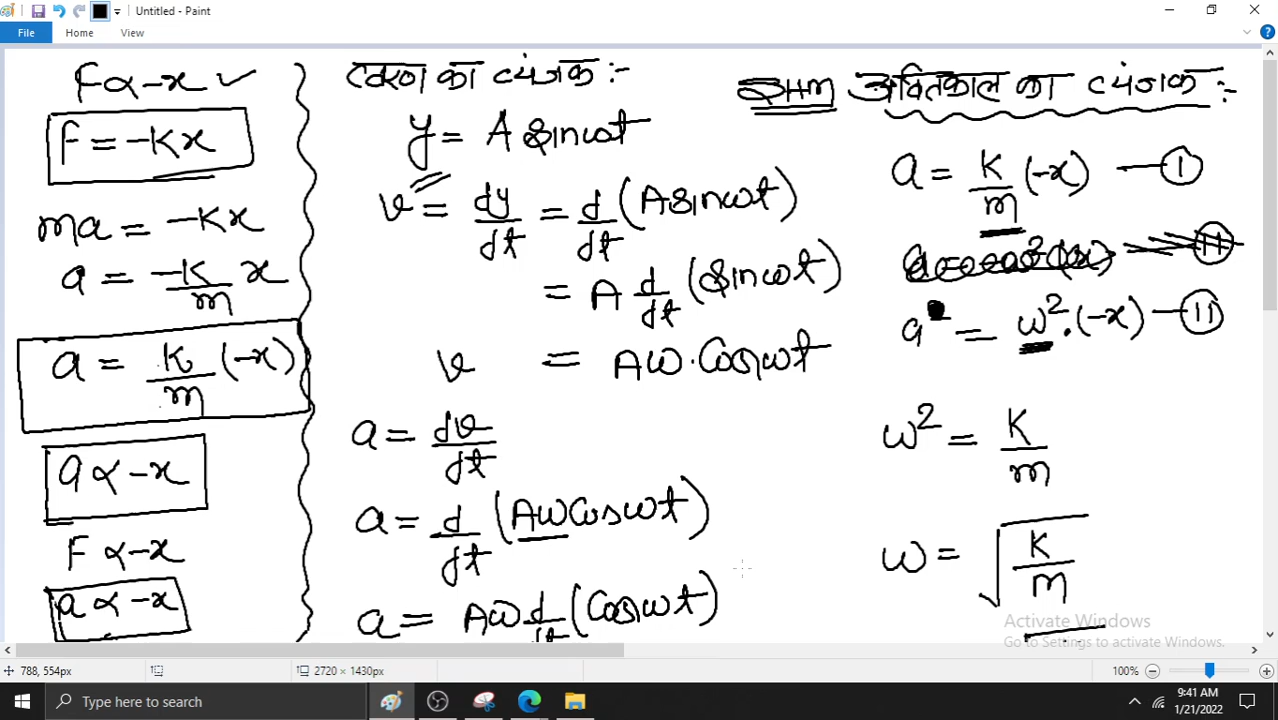 Untitled - Paint
File Home View
F ∝ -x ✓
f = -Kx
ma = -Kx
a = -K/m x
a = K/m (-x)
a ∝ -x
F ∝ -x
a ∝ -x
त्वरण का व्यंजक :-
y = A sinωt
v = dy/dt = d/dt (A sinωt)
= A d/dt (sinωt)
v = Aω.Cosωt
a = dv/dt
a = d/dt (AωCosωt)
a = Aω d/dt (Cosωt)
SHM आवर्तकाल का व्यंजक :-
a = K/m (-x) — I
a = ω².(-x) — II
ω² = K/m
ω = √K/m
Activate Windows
Go to Settings to activate Windows.
788, 554px
2720 × 1430px
100%
Type here to search
9:41 AM
1/21/2022